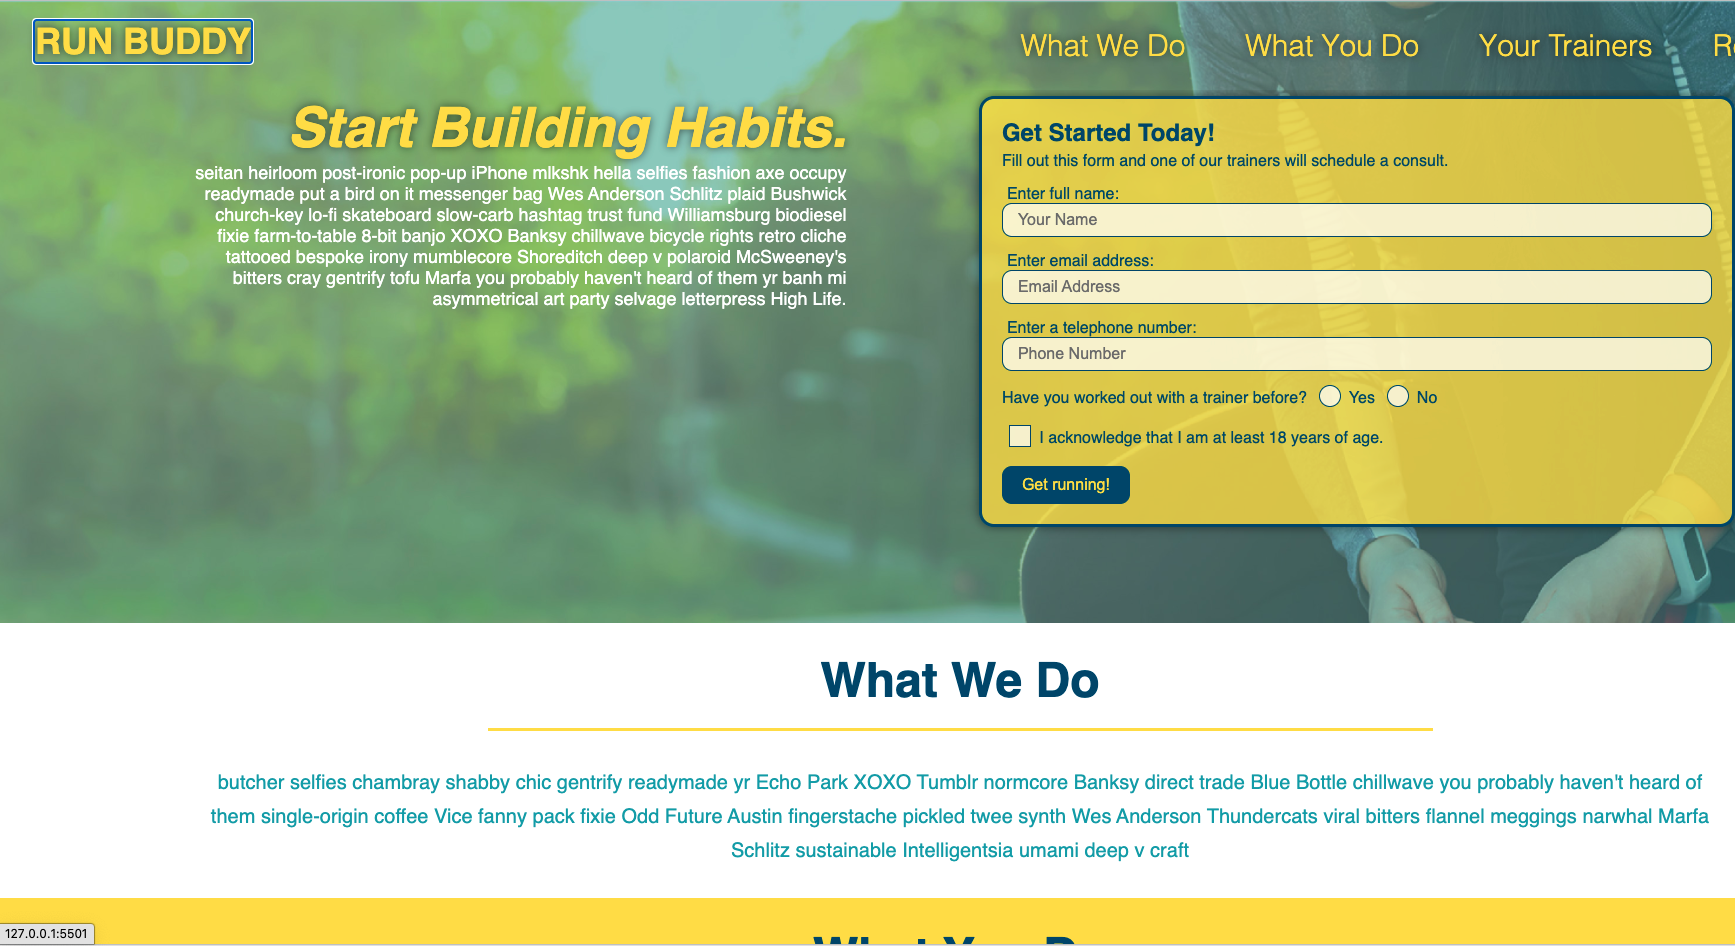 RUN BUDDY
What We Do
What You Do
Your Trainers
Start Building Habits.
seitan heirloom post-ironic pop-up iPhone mlkshk hella selfies fashion axe occupy
readymade put a bird on it messenger bag Wes Anderson Schlitz plaid Bushwick
church-key lo-fi skateboard slow-carb hashtag trust fund Williamsburg biodiesel
fixie farm-to-table 8-bit banjo XOXO Banksy chillwave bicycle rights retro cliche
tattooed bespoke irony mumblecore Shoreditch deep v polaroid McSweeney's
bitters cray gentrify tofu Marfa you probably haven't heard of them yr banh mi
asymmetrical art party selvage letterpress High Life.
Get Started Today!
Fill out this form and one of our trainers will schedule a consult.
Enter full name:
Your Name
Enter email address:
Email Address
Enter a telephone number:
Phone Number
Have you worked out with a trainer before? Yes No
I acknowledge that I am at least 18 years of age.
Get running!
What We Do
butcher selfies chambray shabby chic gentrify readymade yr Echo Park XOXO Tumblr normcore Banksy direct trade Blue Bottle chillwave you probably haven't heard of
them single-origin coffee Vice fanny pack fixie Odd Future Austin fingerstache pickled twee synth Wes Anderson Thundercats viral bitters flannel meggings narwhal Marfa
Schlitz sustainable Intelligentsia umami deep v craft
What You D
127.0.0.1:5501